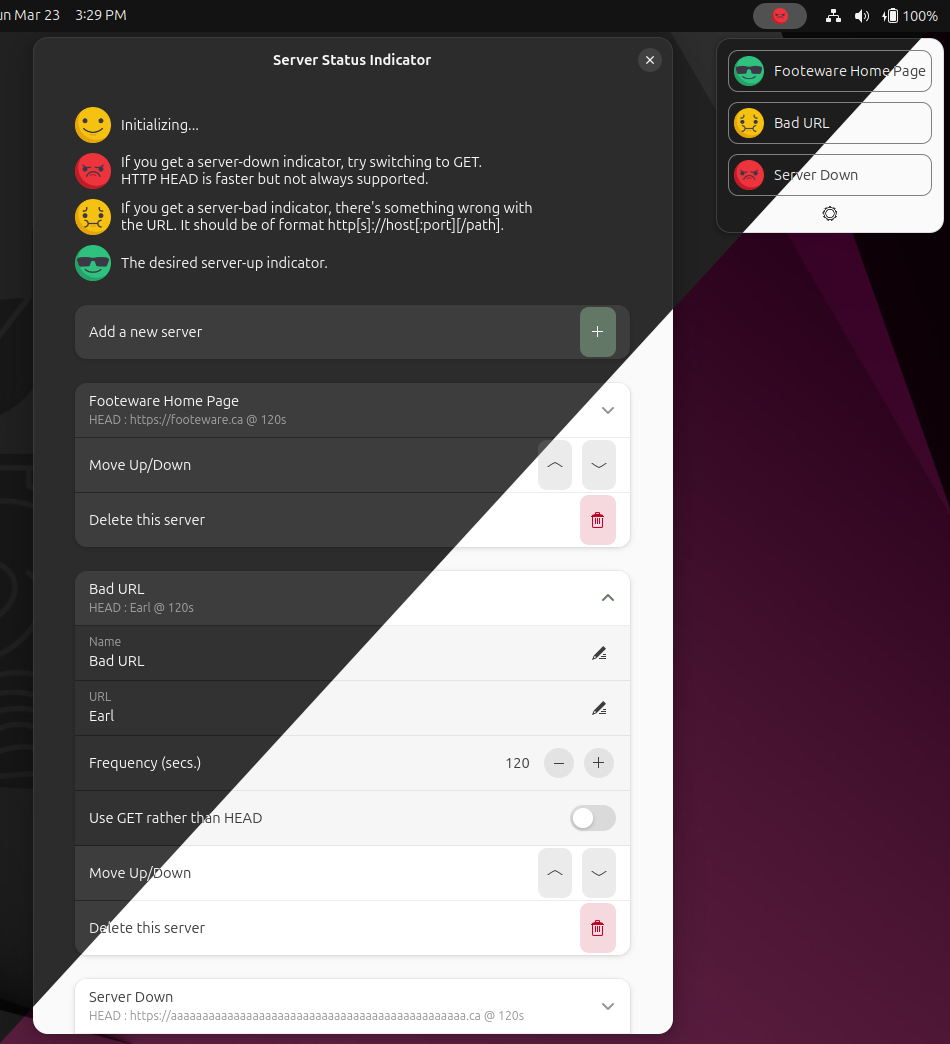 un Mar 23 3:29 PM
100%
Server Status Indicator
Initializing...
If you get a server-down indicator, try switching to GET.
HTTP HEAD is faster but not always supported.
If you get a server-bad indicator, there's something wrong with
the URL. It should be of format http[s]://host[:port][/path].
The desired server-up indicator.
Add a new server
Footeware Home Page
HEAD : https://footeware.ca @ 120s
Move Up/Down
Delete this server
Bad URL
HEAD : Earl @ 120s
Name
Bad URL
URL
Earl
Frequency (secs.) 120
Use GET rather than HEAD
Move Up/Down
Delete this server
Server Down
HEAD : https://aaaaaaaaaaaaaaaaaaaaaaaaaaaaaaaaaaaaaaaaaaaaaaa.ca @ 120s
Footeware Home Page
Bad URL
Server Down